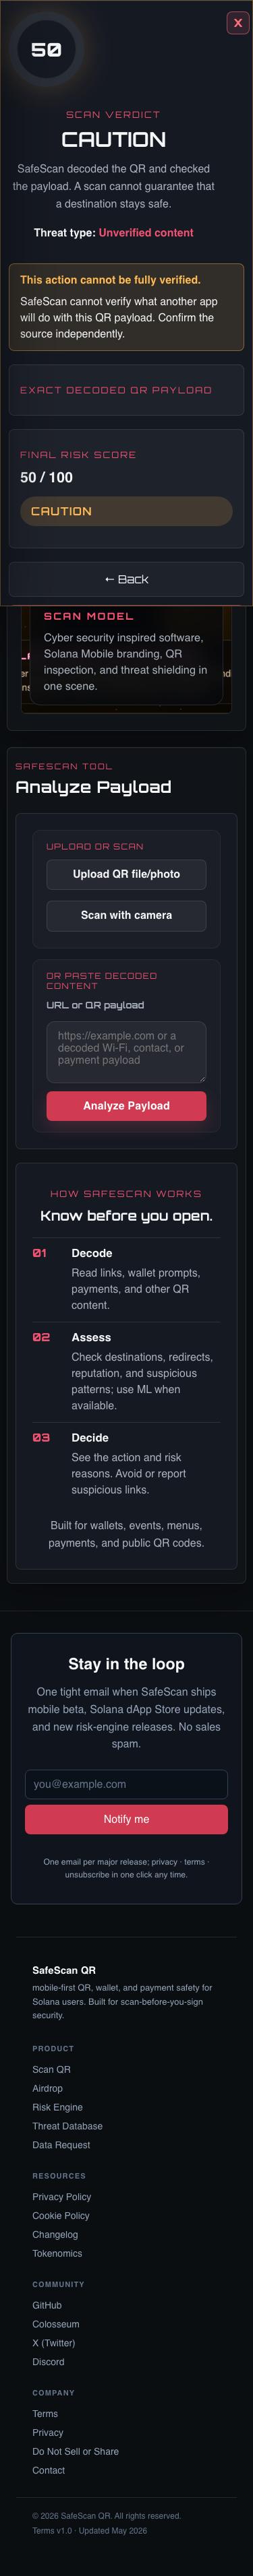 X
50
SCAN VERDICT
CAUTION
SafeScan decoded the QR and checked
the payload. A scan cannot guarantee that
a destination stays safe.
Threat type: Unverified content
This action cannot be fully verified.
SafeScan cannot verify what another app
will do with this QR payload. Confirm the
source independently.
EXACT DECODED QR PAYLOAD
FINAL RISK SCORE
50 / 100
CAUTION
← Back
SCAN MODEL
Cyber security inspired software,
Solana Mobile branding, QR
inspection, and threat shielding in
one scene.
SAFESCAN TOOL
Analyze Payload
UPLOAD OR SCAN
Upload QR file/photo
Scan with camera
OR PASTE DECODED
CONTENT
URL or QR payload
https://example.com or a
decoded Wi-Fi, contact, or
payment payload
Analyze Payload
HOW SAFESCAN WORKS
Know before you open.
01 Decode
Read links, wallet prompts,
payments, and other QR
content.
02 Assess
Check destinations, redirects,
reputation, and suspicious
patterns; use ML when
available.
03 Decide
See the action and risk
reasons. Avoid or report
suspicious links.
Built for wallets, events, menus,
payments, and public QR codes.
Stay in the loop
One tight email when SafeScan ships
mobile beta, Solana dApp Store updates,
and new risk-engine releases. No sales
spam.
you@example.com
Notify me
One email per major release; privacy · terms ·
unsubscribe in one click any time.
SafeScan QR
mobile-first QR, wallet, and payment safety for
Solana users. Built for scan-before-you-sign
security.
PRODUCT
Scan QR
Airdrop
Risk Engine
Threat Database
Data Request
RESOURCES
Privacy Policy
Cookie Policy
Changelog
Tokenomics
COMMUNITY
GitHub
Colosseum
X (Twitter)
Discord
COMPANY
Terms
Privacy
Do Not Sell or Share
Contact
© 2026 SafeScan QR. All rights reserved.
Terms v1.0 · Updated May 2026